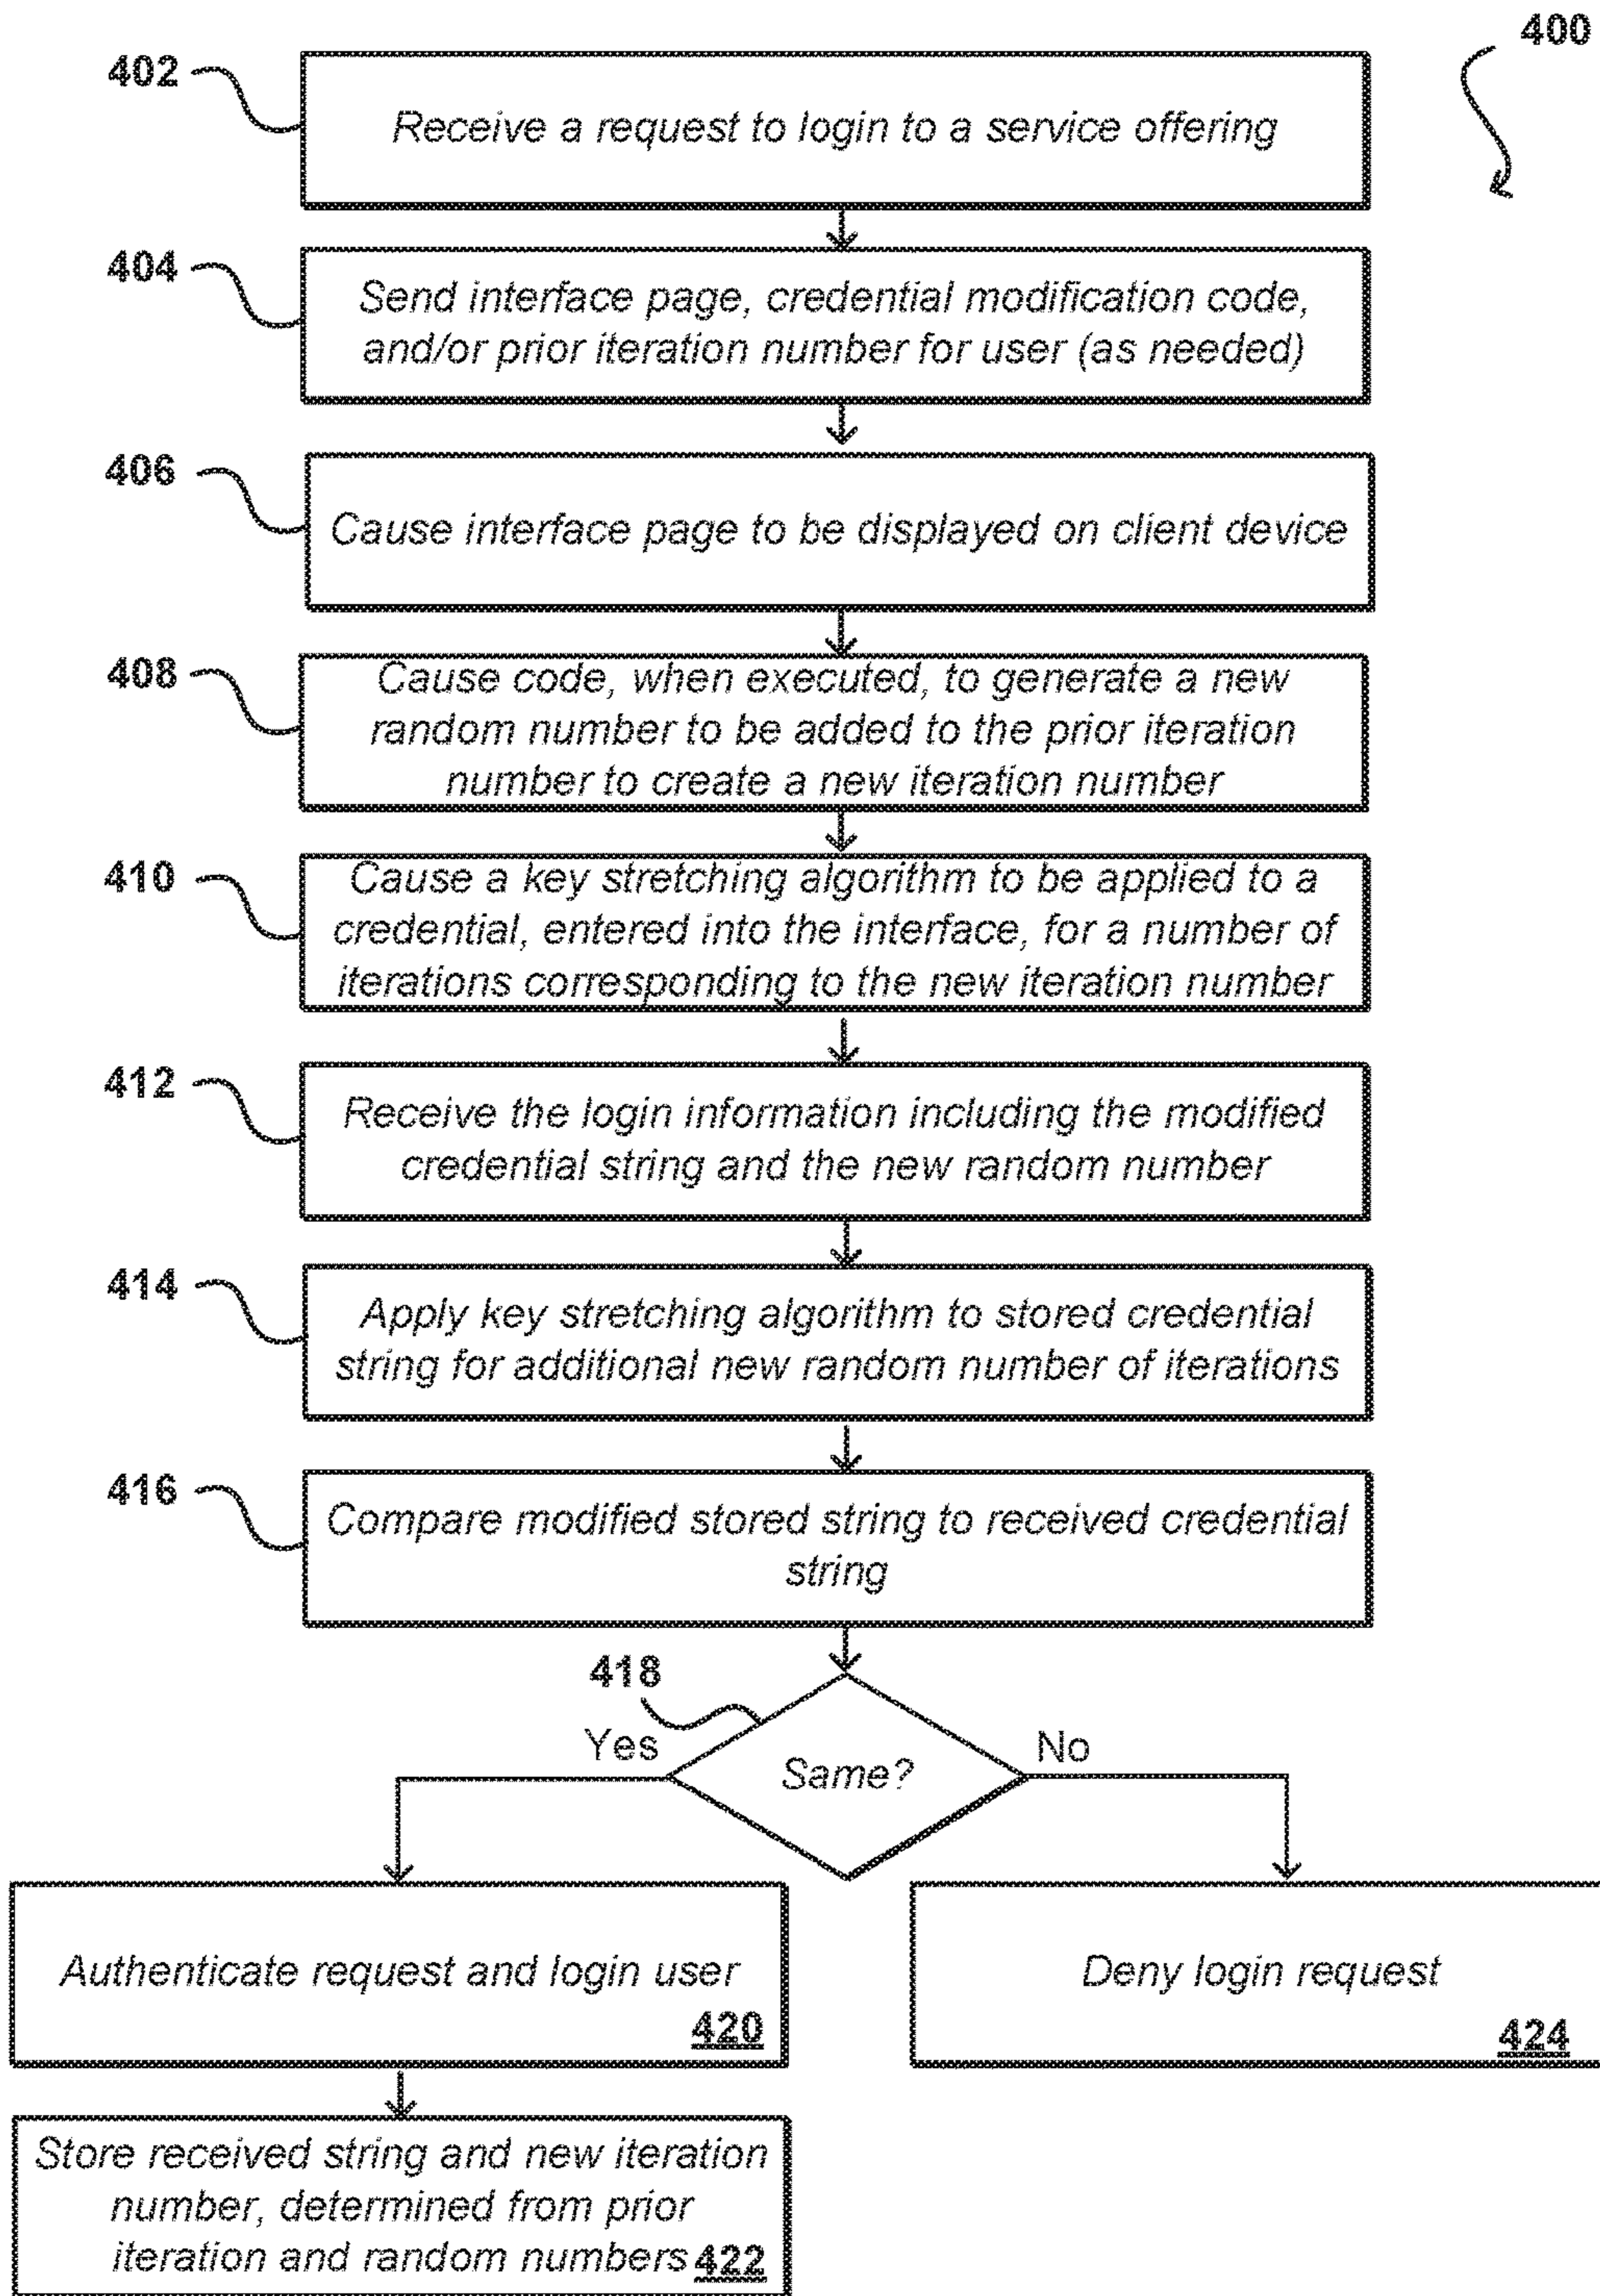 400
402
Receive a request to login to a service offering
404
Send interface page, credential modification code,
and/or prior iteration number for user (as needed)
406
Cause interface page to be displayed on client device
408
Cause code, when executed, to generate a new
random number to be added to the prior iteration
number to create a new iteration number
410
Cause a key stretching algorithm to be applied to a
credential, entered into the interface, for a number of
iterations corresponding to the new iteration number
412
Receive the login information including the modified
credential string and the new random number
414
Apply key stretching algorithm to stored credential
string for additional new random number of iterations
416
Compare modified stored string to received credential
string
418
Yes
Same?
No
Authenticate request and login user
420
Deny login request
424
Store received string and new iteration
number, determined from prior
iteration and random numbers 422